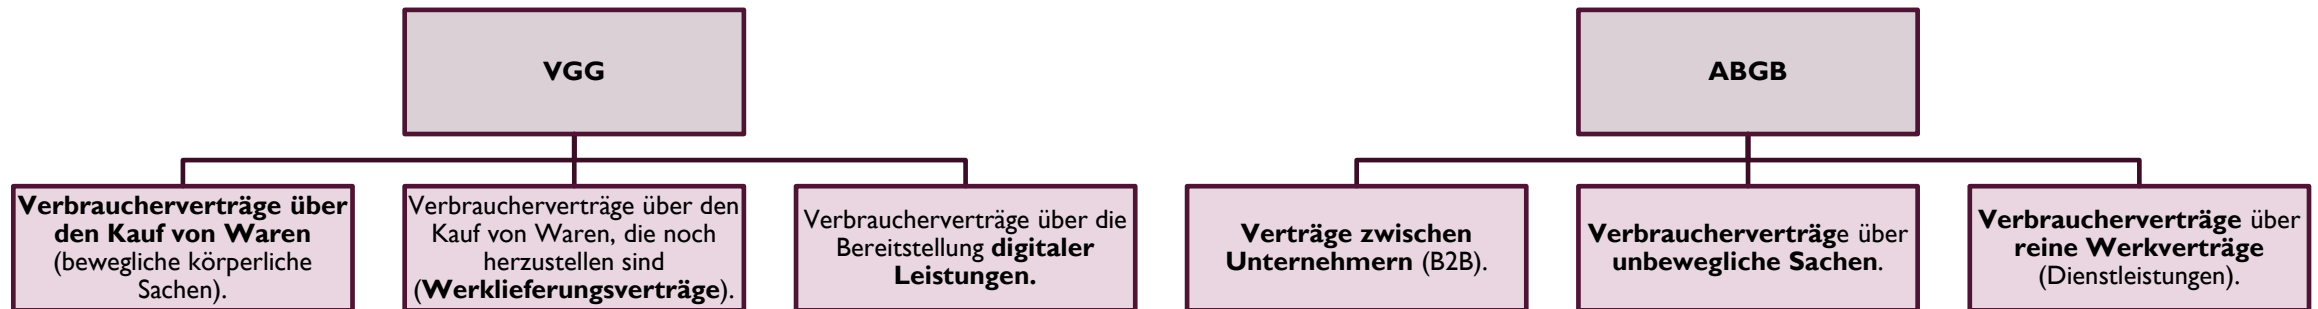 VGG
ABGB
Verbraucherverträge über
den Kauf von Waren
(bewegliche körperliche
Sachen).
Verbraucherverträge über den
Kauf von Waren, die noch
herzustellen sind
(Werklieferungsverträge).
Verbraucherverträge über die
Bereitstellung digitaler
Leistungen.
Verträge zwischen
Unternehmern (B2B).
Verbraucherverträge über
unbewegliche Sachen.
Verbraucherverträge über
reine Werkverträge
(Dienstleistungen).